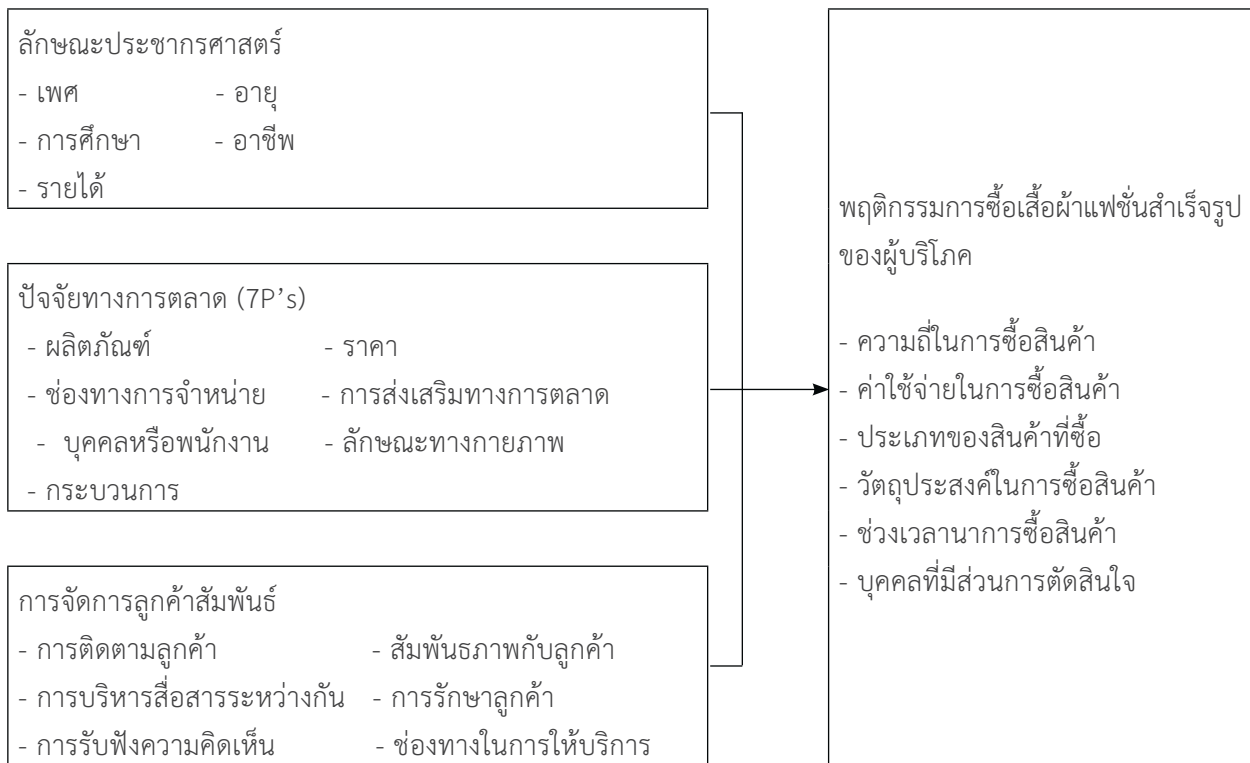 ลักษณะประชากรศาสตร์
- เพศ - อายุ
- การศึกษา - อาชีพ
- รายได้
ปัจจัยทางการตลาด (7P’s)
- ผลิตภัณฑ์ - ราคา
- ช่องทางการจำหน่าย - การส่งเสริมทางการตลาด
- บุคคลหรือพนักงาน - ลักษณะทางกายภาพ
- กระบวนการ
การจัดการลูกค้าสัมพันธ์
- การติดตามลูกค้า - สัมพันธภาพกับลูกค้า
- การบริหารสื่อสารระหว่างกัน - การรักษาลูกค้า
- การรับฟังความคิดเห็น - ช่องทางในการให้บริการ
พฤติกรรมการซื้อเสื้อผ้าแฟชั่นสำเร็จรูป
ของผู้บริโภค
- ความถี่ในการซื้อสินค้า
- ค่าใช้จ่ายในการซื้อสินค้า
- ประเภทของสินค้าที่ซื้อ
- วัตถุประสงค์ในการซื้อสินค้า
- ช่วงเวลานาการซื้อสินค้า
- บุคคลที่มีส่วนการตัดสินใจ